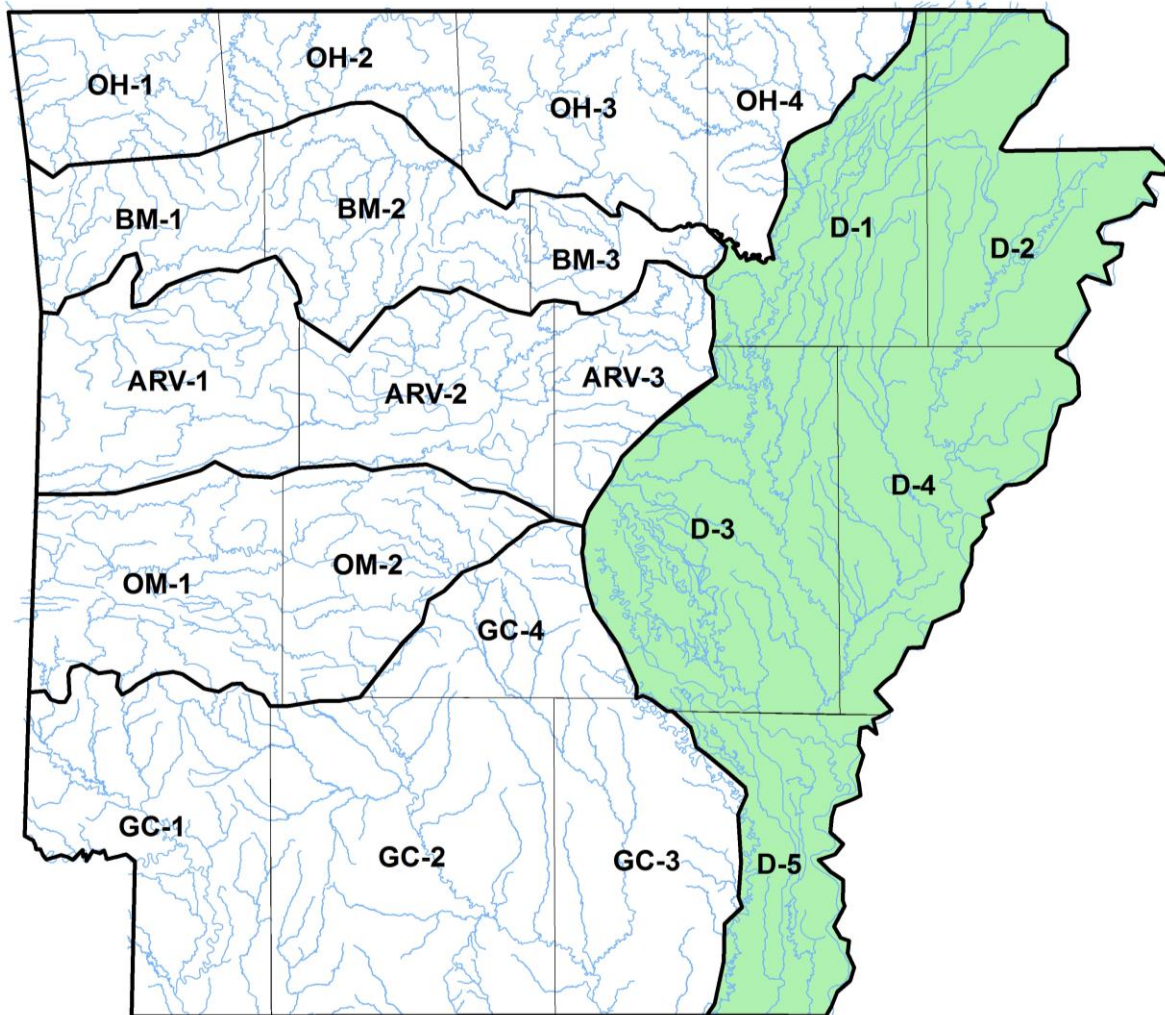 OH-1
OH-2
OH-3
OH-4
BM-1
BM-2
BM-3
D-1
D-2
ARV-1
ARV-2
ARV-3
D-3
D-4
OM-1
OM-2
GC-4
GC-1
GC-2
GC-3
D-5